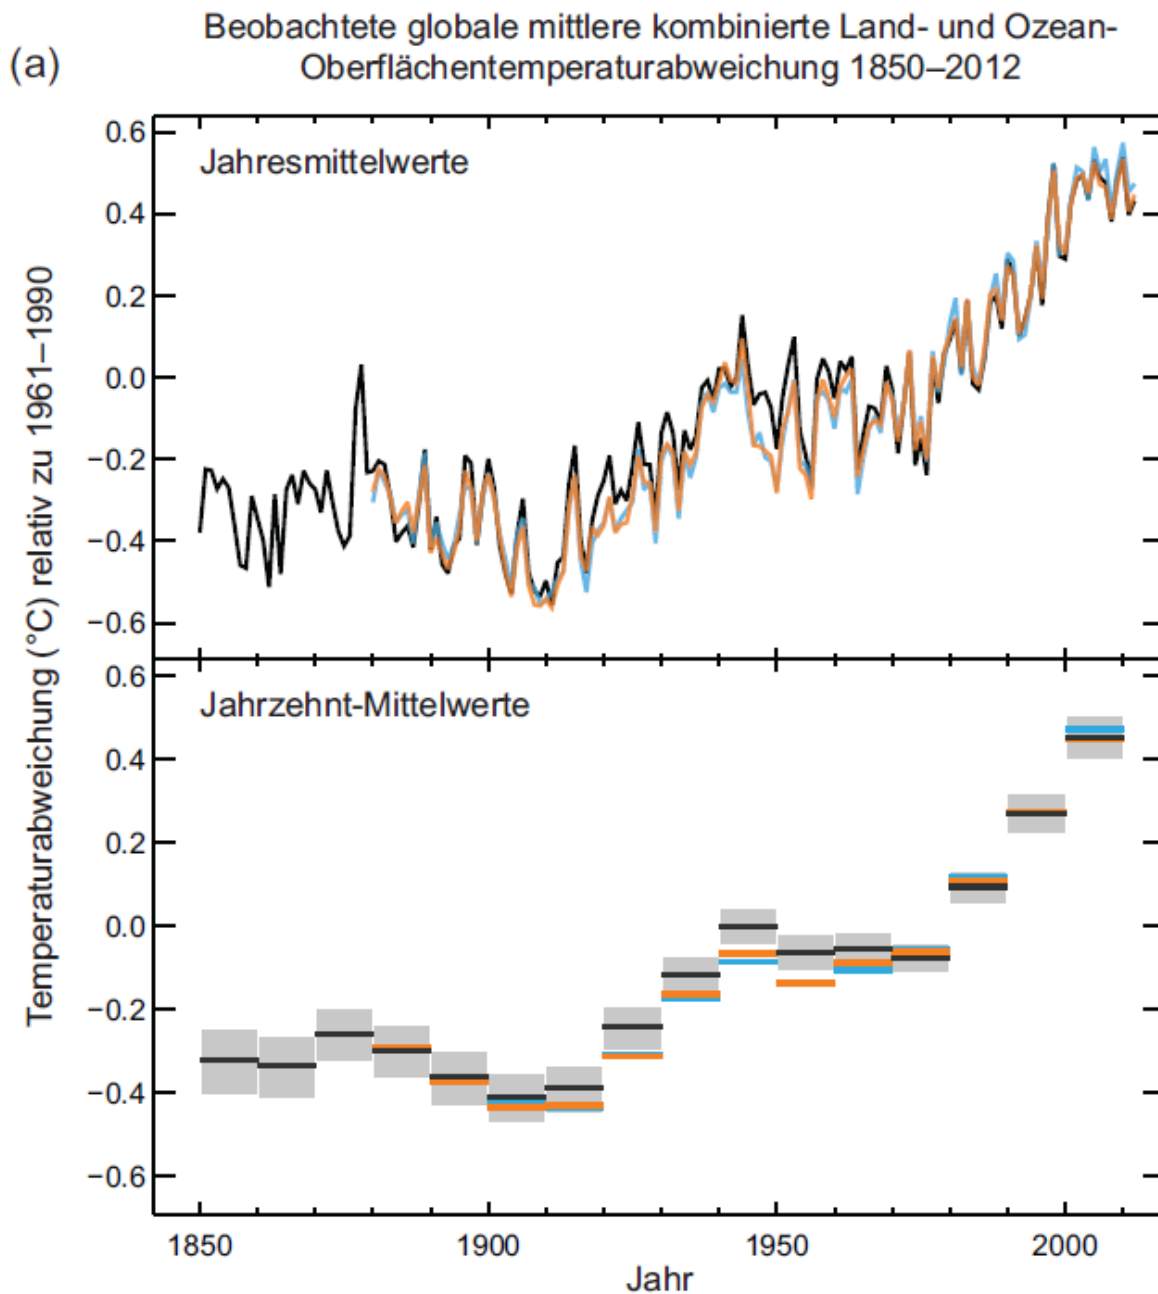 (a)
Beobachtete globale mittlere kombinierte Land- und Ozean-
Oberflächentemperaturabweichung 1850–2012
Temperaturabweichung (°C) relativ zu 1961–1990
Jahresmittelwerte
0.6
0.4
0.2
0.0
−0.2
−0.4
−0.6
Jahrzehnt-Mittelwerte
0.6
0.4
0.2
0.0
−0.2
−0.4
−0.6
1850 1900 1950 2000
Jahr